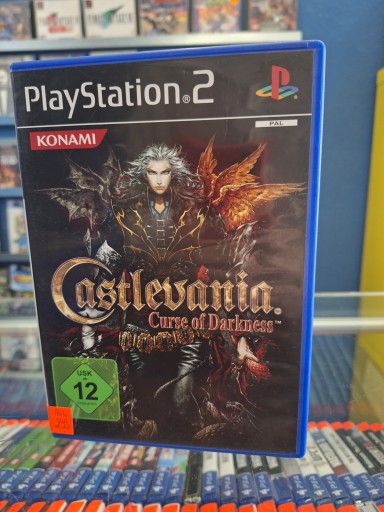 PlayStation®2
PAL
KONAMI
Castlevania®
Curse of Darkness™
USK
12